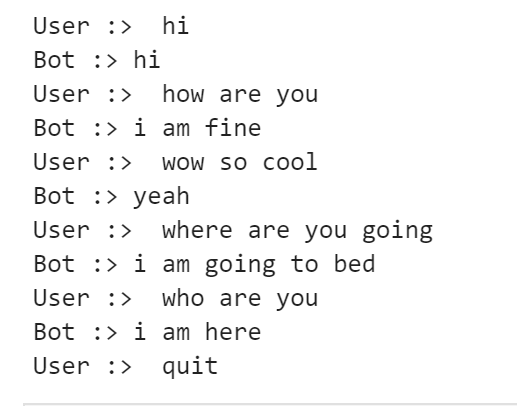 User :>  hi
Bot :> hi
User :>  how are you
Bot :> i am fine
User :>  wow so cool
Bot :> yeah
User :>  where are you going
Bot :> i am going to bed
User :>  who are you
Bot :> i am here
User :>  quit